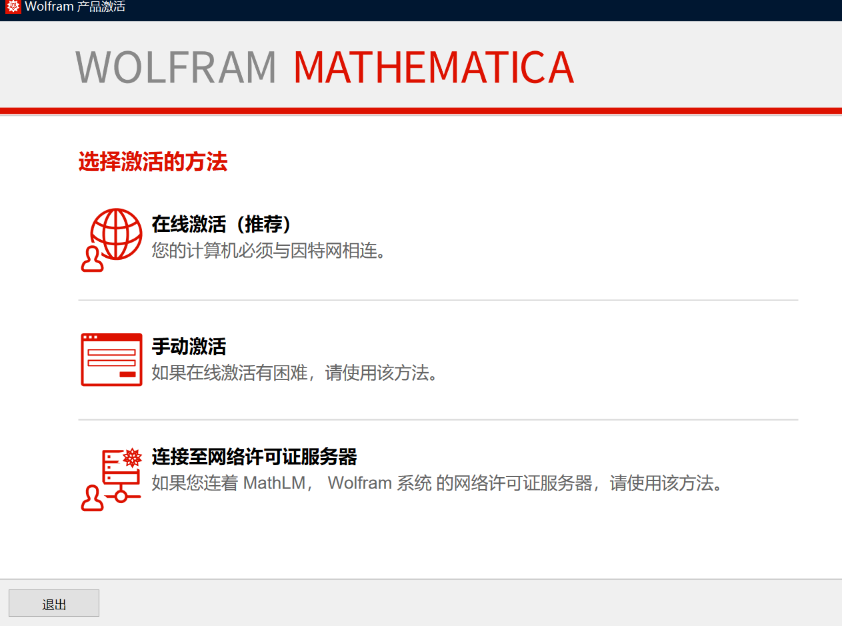 Wolfram 产品激活
WOLFRAM MATHEMATICA
选择激活的方法
在线激活（推荐）
您的计算机必须与因特网相连。
手动激活
如果在线激活有困难，请使用该方法。
连接至网络许可证服务器
如果您连着 MathLM， Wolfram 系统 的网络许可证服务器，请使用该方法。
退出